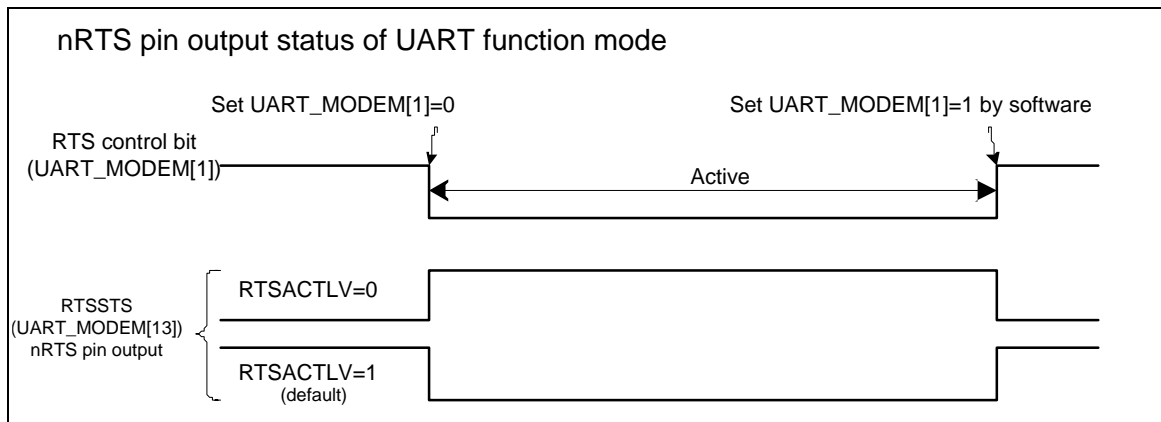 nRTS pin output status of UART function mode
Set UART_MODEM[1]=0
Set UART_MODEM[1]=1 by software
RTS control bit
(UART_MODEM[1])
Active
RTSACTLV=0
RTSSTS
(UART_MODEM[13])
nRTS pin output
RTSACTLV=1
(default)